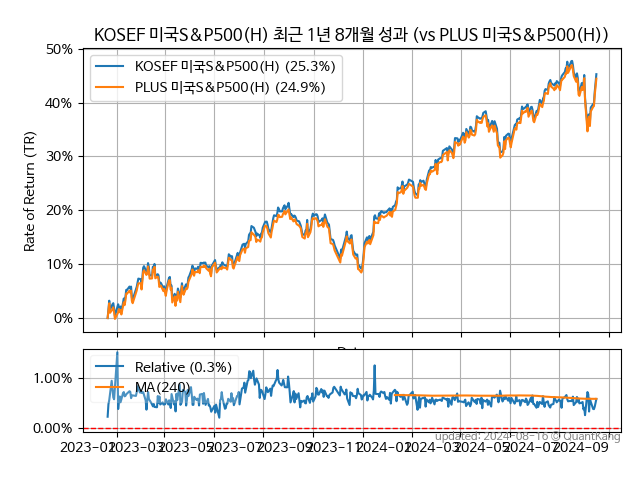 KOSEF 미국S&P500(H) 최근 1년 8개월 성과 (vs PLUS 미국S&P500(H))
50%
40%
30%
20%
10%
0%
Rate of Return (TR)
KOSEF 미국S&P500(H) (25.3%)
PLUS 미국S&P500(H) (24.9%)
1.00%
0.00%
Relative (0.3%)
MA(240)
2023-01
2023-03
2023-05
2023-07
2023-09
2023-11
2024-01
2024-03
2024-05
2024-07
2024-09
updated: 2024-08-16 © QuantKang